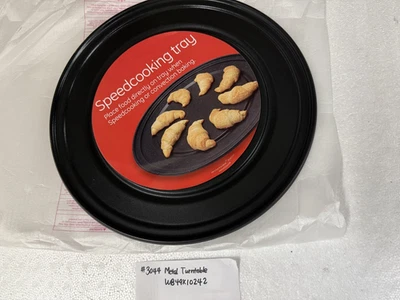 Speedcooking tray
Place food directly on tray when
Speedcooking or convection baking.
#3044 Metal Turntable
WB49X10242